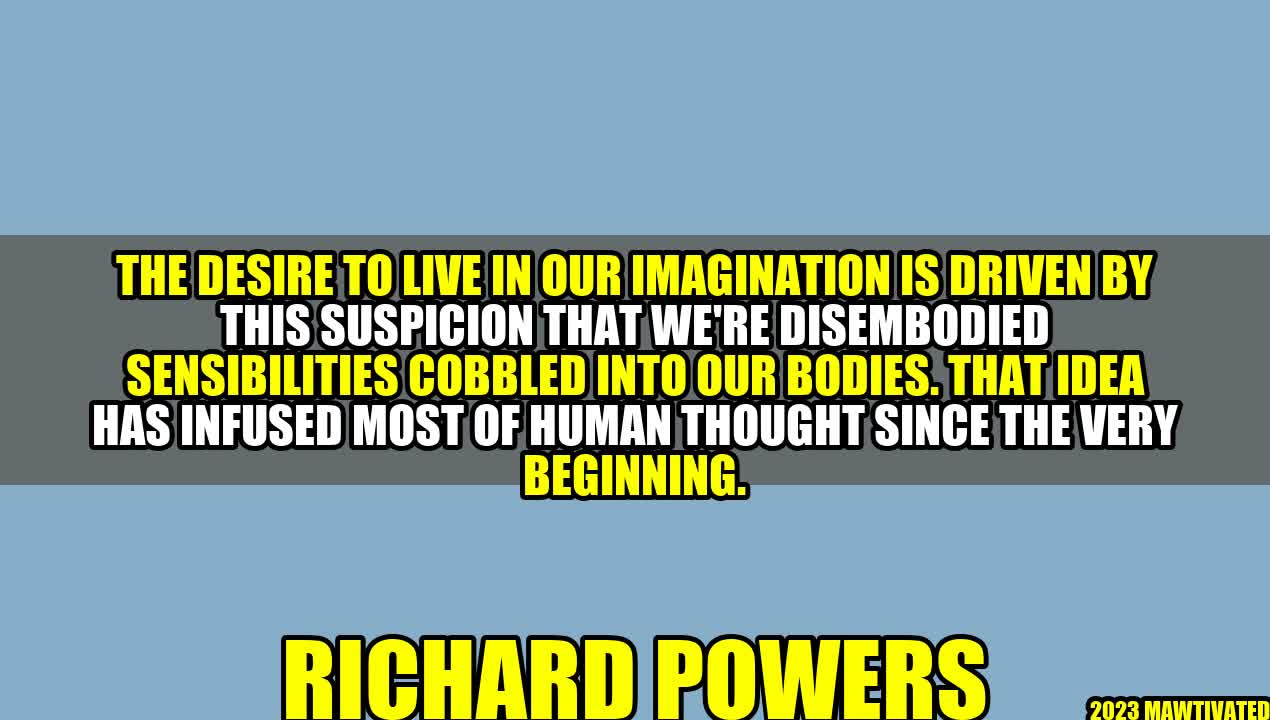 THE DESIRE TO LIVE IN OUR IMAGINATION IS DRIVEN BY
THIS SUSPICION THAT WE'RE DISEMBODIED
SENSIBILITIES COBBLED INTO OUR BODIES. THAT IDEA
HAS INFUSED MOST OF HUMAN THOUGHT SINCE THE VERY
BEGINNING.
RICHARD POWERS
2023 MAWTIVATED